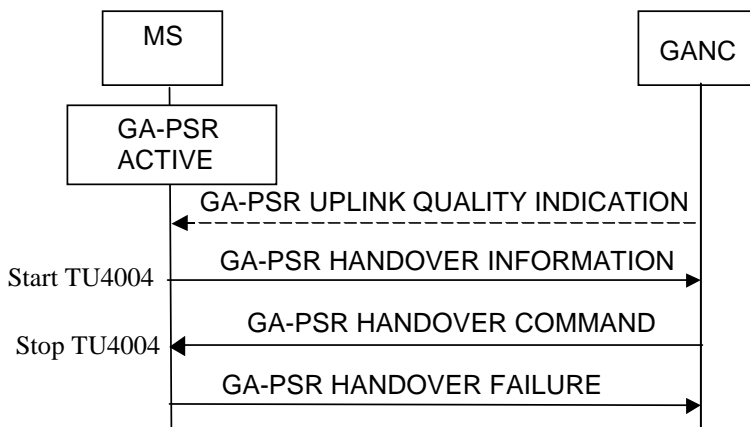 MS
GANC
GA-PSR
ACTIVE
GA-PSR UPLINK QUALITY INDICATION
Start TU4004
GA-PSR HANDOVER INFORMATION
GA-PSR HANDOVER COMMAND
Stop TU4004
GA-PSR HANDOVER FAILURE